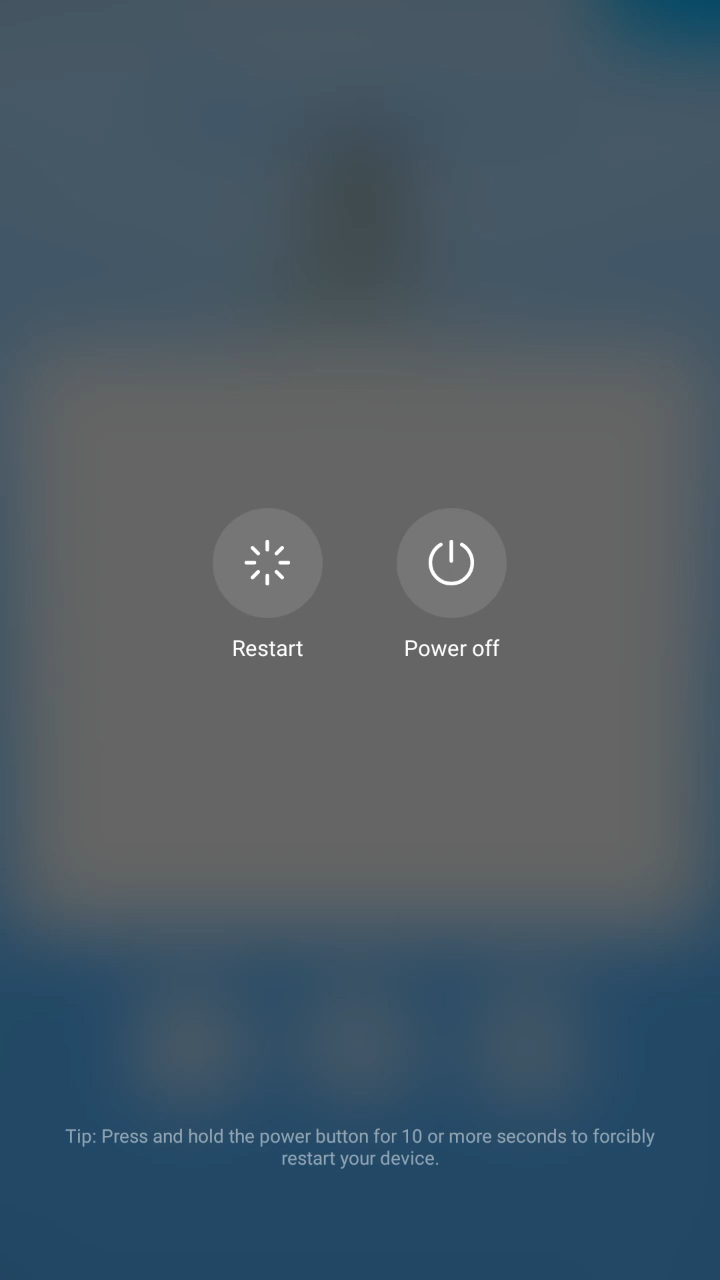 Restart
Power off
Tip: Press and hold the power button for 10 or more seconds to forcibly
restart your device.